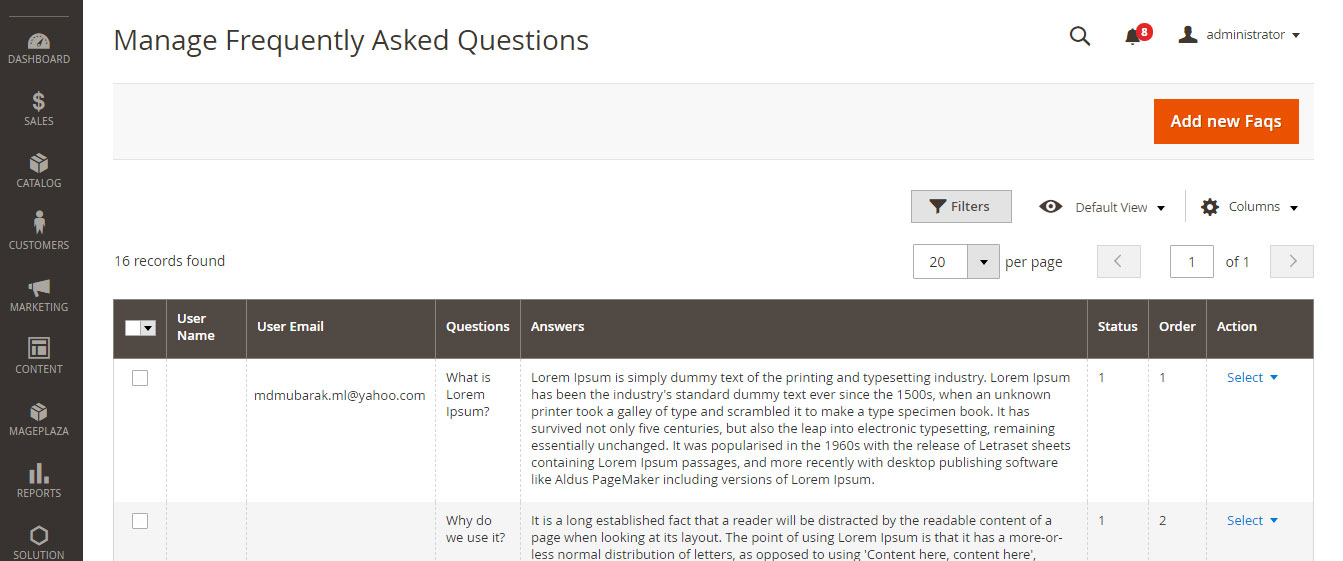 DASHBOARD
SALES
CATALOG
CUSTOMERS
MARKETING
CONTENT
MAGEPLAZA
REPORTS
SOLUTION
Manage Frequently Asked Questions
8
administrator
Add new Faqs
Filters
Default View
Columns
16 records found
20
per page
1
of 1
User
Name
User Email
Questions
Answers
Status
Order
Action
mdmubarak.ml@yahoo.com
What is
Lorem
Ipsum?
Lorem Ipsum is simply dummy text of the printing and typesetting industry. Lorem Ipsum
has been the industry's standard dummy text ever since the 1500s, when an unknown
printer took a galley of type and scrambled it to make a type specimen book. It has
survived not only five centuries, but also the leap into electronic typesetting, remaining
essentially unchanged. It was popularised in the 1960s with the release of Letraset sheets
containing Lorem Ipsum passages, and more recently with desktop publishing software
like Aldus PageMaker including versions of Lorem Ipsum.
1
1
Select
Why do
we use it?
It is a long established fact that a reader will be distracted by the readable content of a
page when looking at its layout. The point of using Lorem Ipsum is that it has a more-or-
less normal distribution of letters, as opposed to using 'Content here, content here',
1
2
Select